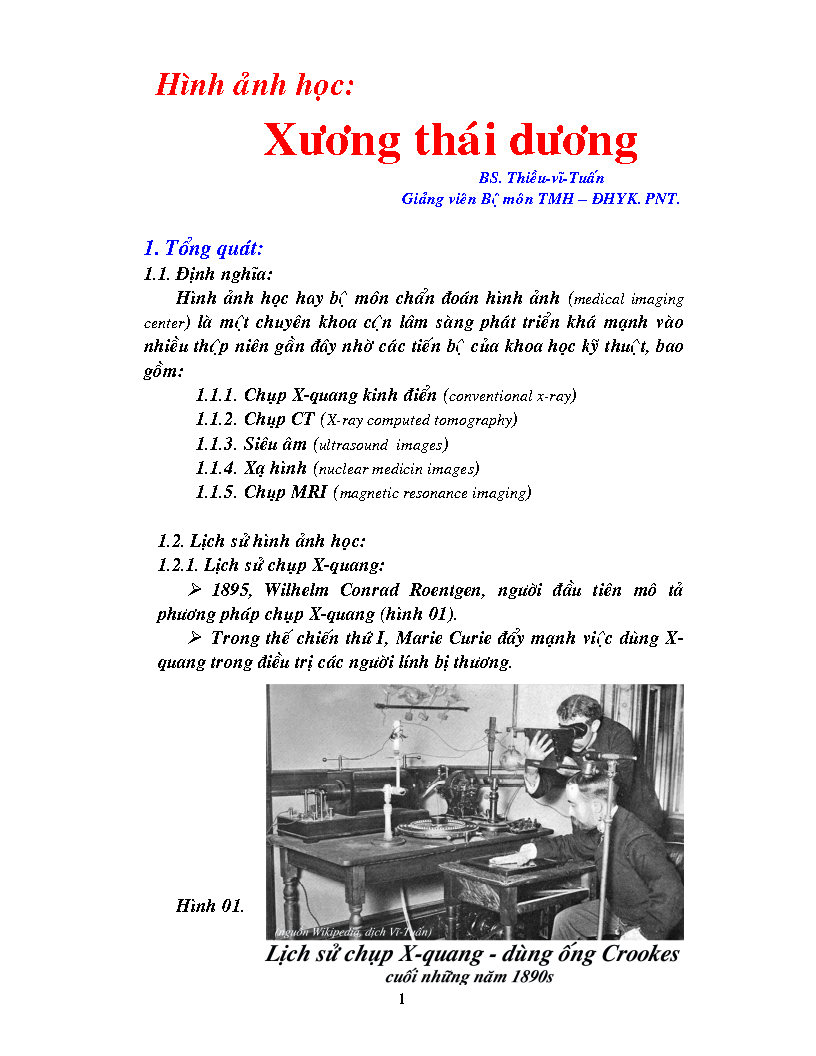 Hình ảnh học:
Xương thái dương
BS. Thiều-vĩ-Tuấn
Giảng viên Bộ môn TMH – ĐHYK. PNT.
1. Tổng quát:
1.1. Định nghĩa:
Hình ảnh học hay bộ môn chẩn đoán hình ảnh (medical imaging
center) là một chuyên khoa cận lâm sàng phát triển khá mạnh vào
nhiều thập niên gần đây nhờ các tiến bộ của khoa học kỹ thuật, bao
gồm:
1.1.1. Chụp X-quang kinh điển (conventional x-ray)
1.1.2. Chụp CT (X-ray computed tomography)
1.1.3. Siêu âm (ultrasound images)
1.1.4. Xạ hình (nuclear medicin images)
1.1.5. Chụp MRI (magnetic resonance imaging)
1.2. Lịch sử hình ảnh học:
1.2.1. Lịch sử chụp X-quang:
➢ 1895, Wilhelm Conrad Roentgen, người đầu tiên mô tả
phương pháp chụp X-quang (hình 01).
➢ Trong thế chiến thứ I, Marie Curie đẩy mạnh việc dùng X-
quang trong điều trị các người lính bị thương.
Hình 01.
(nguồn Wikipedia, dịch Vĩ-Tuấn)
Lịch sử chụp X-quang - dùng ống Crookes
cuối những năm 1890s
1